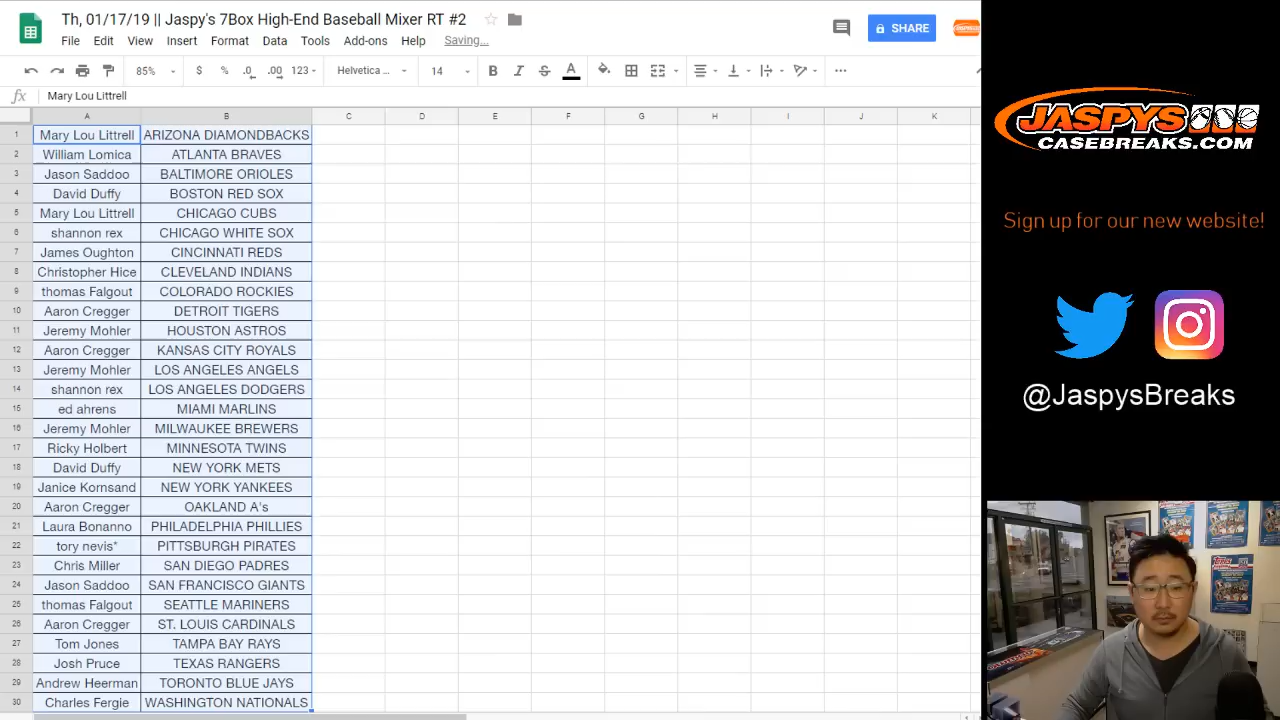 Th, 01/17/19 || Jaspy's 7Box High-End Baseball Mixer RT #2
File Edit View Insert Format Data Tools Add-ons Help Saving...
SHARE
85% $ % .0 .00 123 Helvetica ... 14 B I S A ...
fx Mary Lou Littrell
A B C D E F G H I J K
1 Mary Lou Littrell ARIZONA DIAMONDBACKS
2 William Lomica ATLANTA BRAVES
3 Jason Saddoo BALTIMORE ORIOLES
4 David Duffy BOSTON RED SOX
5 Mary Lou Littrell CHICAGO CUBS
6 shannon rex CHICAGO WHITE SOX
7 James Oughton CINCINNATI REDS
8 Christopher Hice CLEVELAND INDIANS
9 thomas Falgout COLORADO ROCKIES
10 Aaron Cregger DETROIT TIGERS
11 Jeremy Mohler HOUSTON ASTROS
12 Aaron Cregger KANSAS CITY ROYALS
13 Jeremy Mohler LOS ANGELES ANGELS
14 shannon rex LOS ANGELES DODGERS
15 ed ahrens MIAMI MARLINS
16 Jeremy Mohler MILWAUKEE BREWERS
17 Ricky Holbert MINNESOTA TWINS
18 David Duffy NEW YORK METS
19 Janice Kornsand NEW YORK YANKEES
20 Aaron Cregger OAKLAND A's
21 Laura Bonanno PHILADELPHIA PHILLIES
22 tory nevis* PITTSBURGH PIRATES
23 Chris Miller SAN DIEGO PADRES
24 Jason Saddoo SAN FRANCISCO GIANTS
25 thomas Falgout SEATTLE MARINERS
26 Aaron Cregger ST. LOUIS CARDINALS
27 Tom Jones TAMPA BAY RAYS
28 Josh Pruce TEXAS RANGERS
29 Andrew Heerman TORONTO BLUE JAYS
30 Charles Fergie WASHINGTON NATIONALS
JASPYS
CASEBREAKS.COM
Sign up for our new website!
@JaspysBreaks